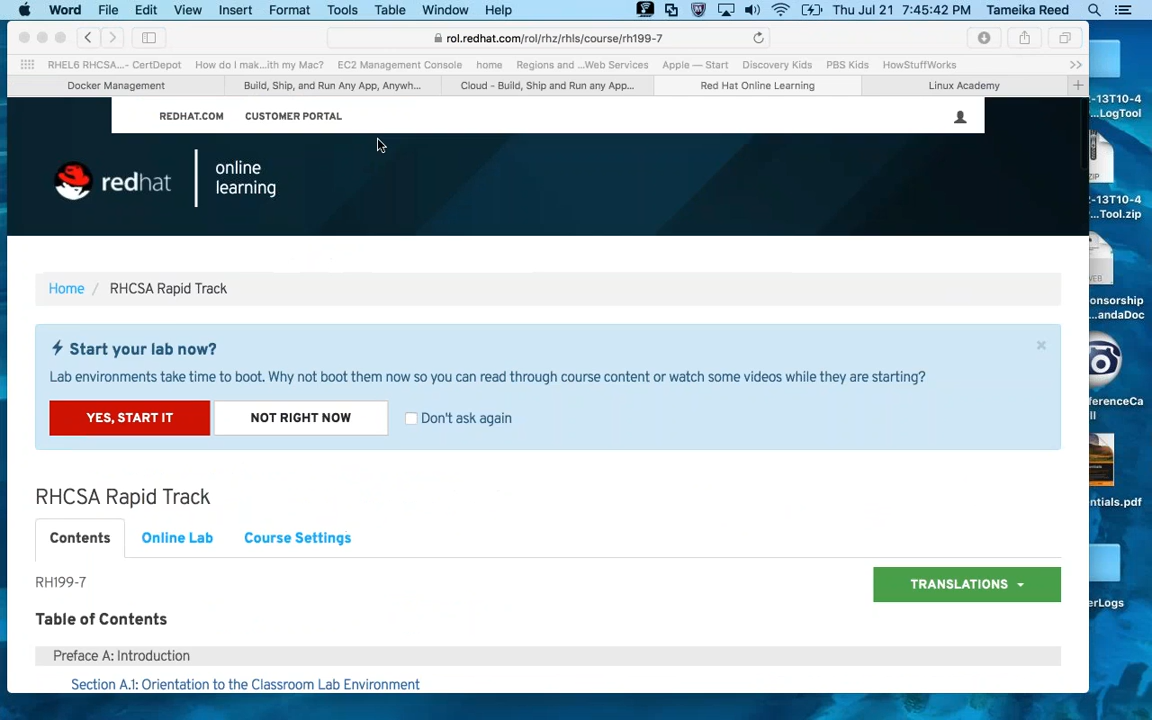 Word File Edit View Insert Format Tools Table Window Help Thu Jul 21 7:45:42 PM Tameika Reed
rol.redhat.com/rol/rhz/rhls/course/rh199-7
RHEL6 RHCSA... - CertDepot How do I mak...ith my Mac? EC2 Management Console home Regions and ...Web Services Apple — Start Discovery Kids PBS Kids HowStuffWorks
Docker Management Build, Ship, and Run Any App, Anywh... Cloud - Build, Ship and Run any App... Red Hat Online Learning Linux Academy
-13T10-4
...LogTool
REDHAT.COM CUSTOMER PORTAL
redhat online
learning
ZIP
-13T10-4
...Tool.zip
Home / RHCSA Rapid Track
onsorship
...andaDoc
Start your lab now?
Lab environments take time to boot. Why not boot them now so you can read through course content or watch some videos while they are starting?
YES, START IT NOT RIGHT NOW Don't ask again
ferenceCa
ll
RHCSA Rapid Track
ntials.pdf
Contents Online Lab Course Settings
RH199-7
TRANSLATIONS
erLogs
Table of Contents
Preface A: Introduction
Section A.1: Orientation to the Classroom Lab Environment